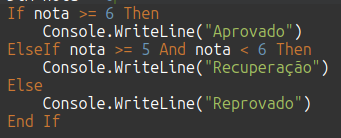 If nota >= 6 Then
    Console.WriteLine("Aprovado")
ElseIf nota >= 5 And nota < 6 Then
    Console.WriteLine("Recuperação")
Else
    Console.WriteLine("Reprovado")
End If